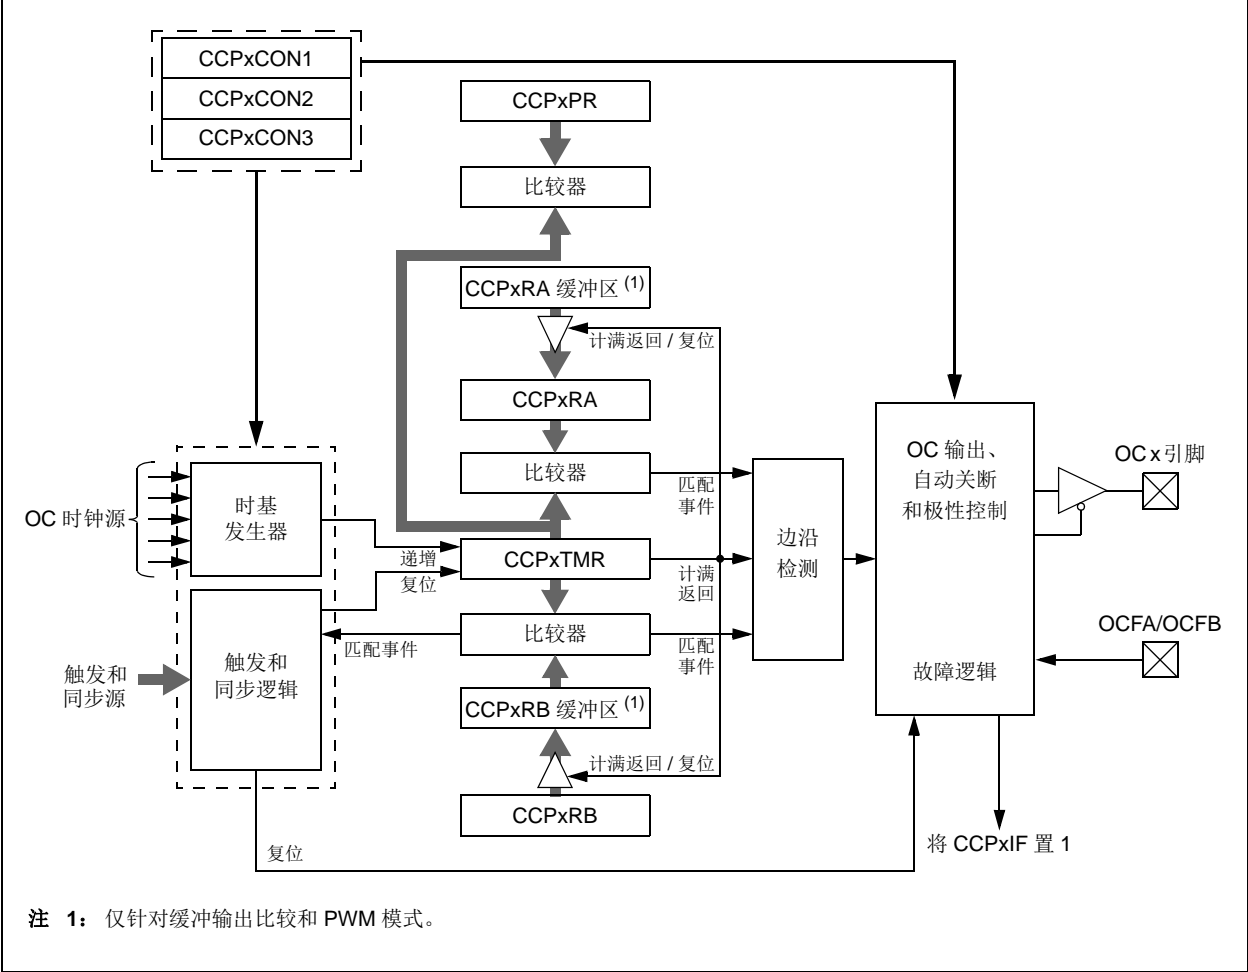 CCPxCON1
CCPxCON2
CCPxCON3
CCPxPR
比较器
CCPxRA 缓冲区 (1)
计满返回 / 复位
CCPxRA
比较器
匹配
事件
OC 时钟源
时基
发生器
递增
复位
CCPxTMR
计满
返回
边沿
检测
OC 输出、
自动关断
和极性控制
OCx引脚
OCFA/OCFB
故障逻辑
比较器
匹配事件
匹配
事件
触发和
同步源
触发和
同步逻辑
CCPxRB 缓冲区 (1)
计满返回 / 复位
CCPxRB
复位
将 CCPxIF 置 1
注 1： 仅针对缓冲输出比较和 PWM 模式。